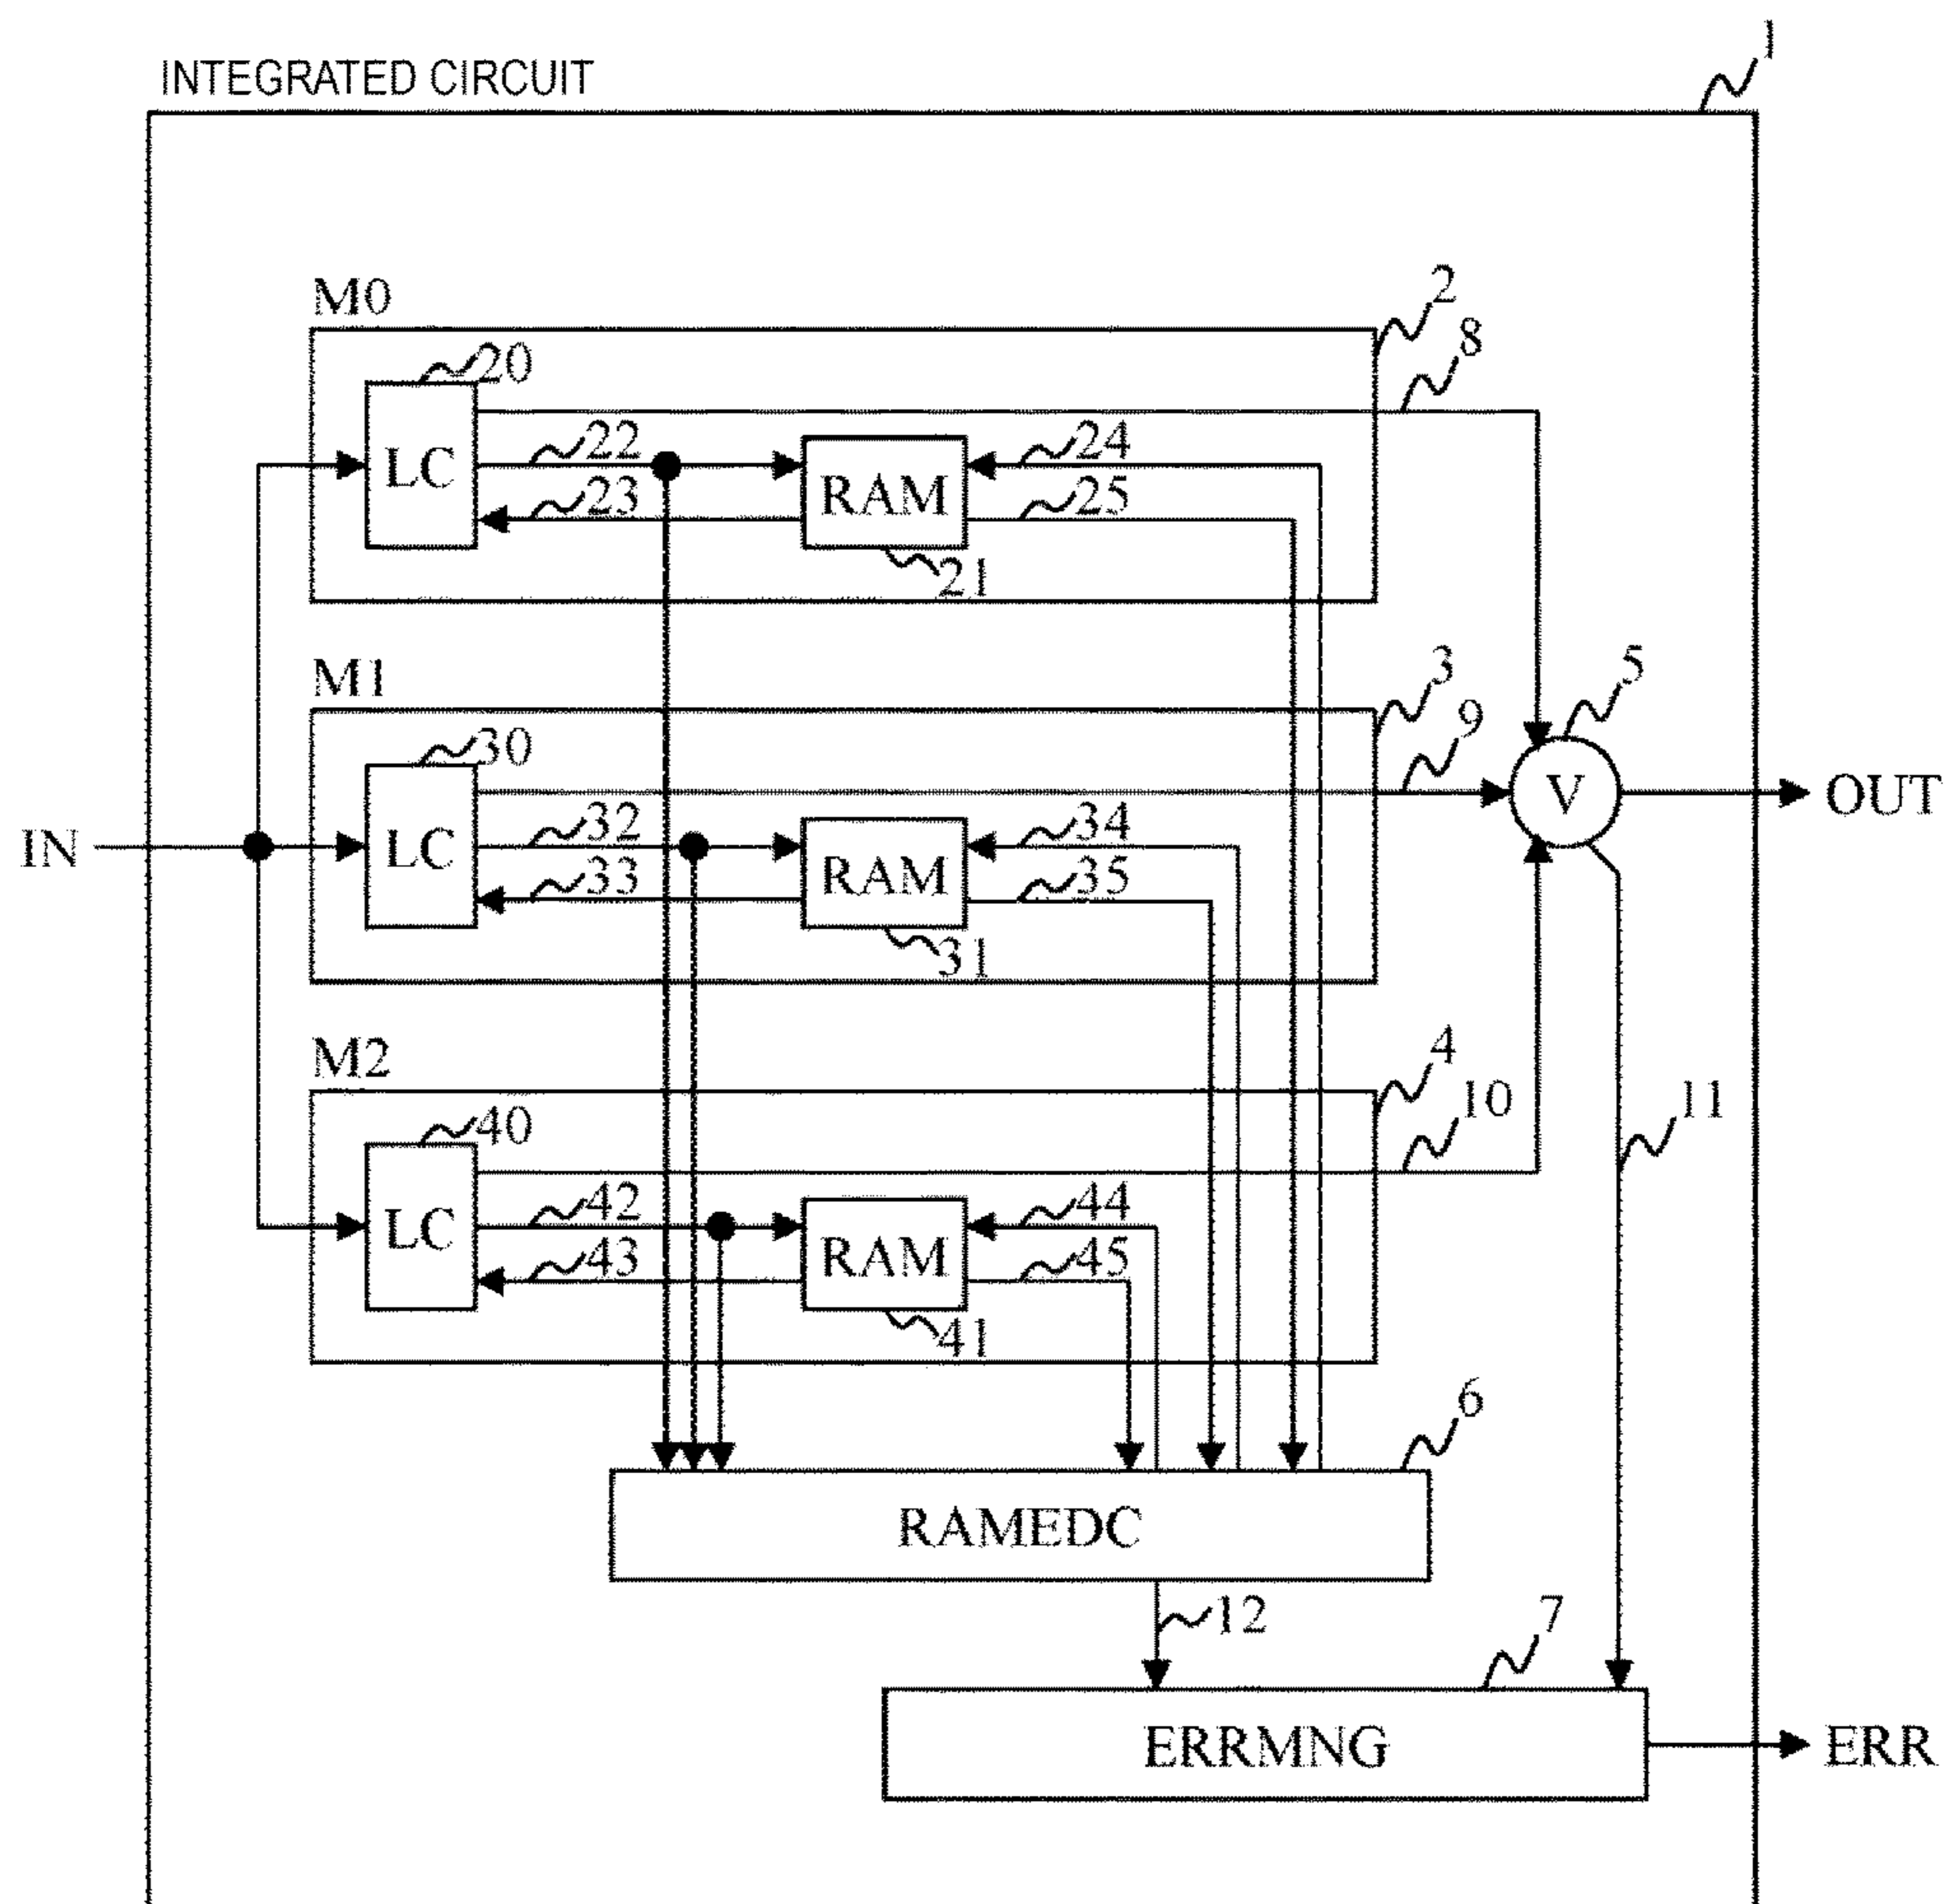 1
INTEGRATED CIRCUIT
M0
2
8
20
LC
22
23
RAM
24
25
21
M1
3
9
5
30
LC
32
33
RAM
34
35
31
V
OUT
IN
M2
4
10
11
40
LC
42
43
RAM
44
45
41
6
RAMEDC
12
7
ERRMNG
ERR